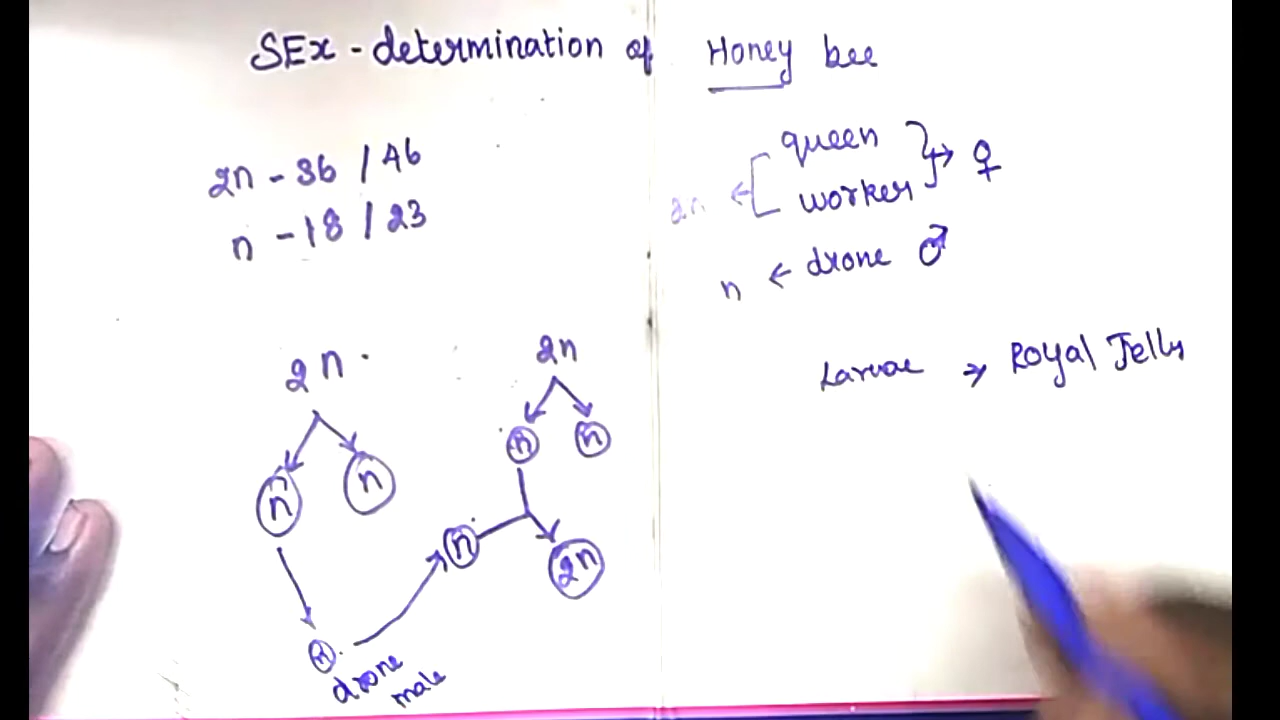 SEx - determination of Honey bee
2n - 36 / 46
n - 18 / 23
queen
worker
♀
2n ←
n ← drone ♂
Larvae → Royal Jelly
2n
n n
n
drone
male
2n
n n
n
2n